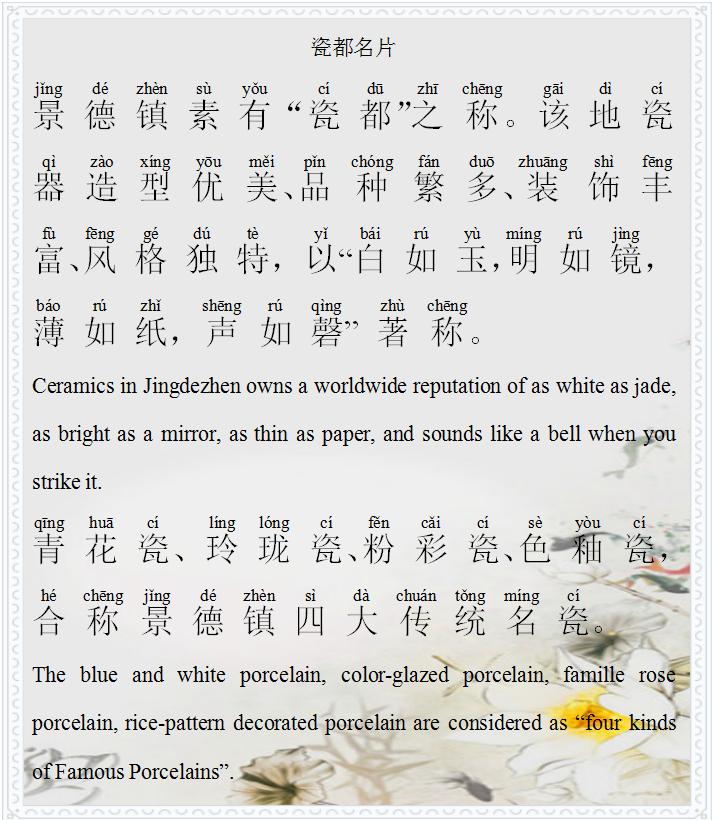 瓷都名片
jǐng dé zhèn sù yǒu cí dū zhī chēng gāi dì cí
景德镇素有“瓷都”之称。该地瓷
qì zào xíng yōu měi pǐn chóng fán duō zhuāng shì fēng
器造型优美、品种繁多、装饰丰
fù fēng gé dú tè yǐ bái rú yù míng rú jìng
富、风格独特，以“白如玉，明如镜，
báo rú zhǐ shēng rú qìng zhù chēng
薄如纸，声如磬”著称。
Ceramics in Jingdezhen owns a worldwide reputation of as white as jade,
as bright as a mirror, as thin as paper, and sounds like a bell when you
strike it.
qīng huā cí líng lóng cí fěn cǎi cí sè yòu cí
青花瓷、玲珑瓷、粉彩瓷、色釉瓷，
hé chēng jǐng dé zhèn sì dà chuán tǒng míng cí
合称景德镇四大传统名瓷。
The blue and white porcelain, color-glazed porcelain, famille rose
porcelain, rice-pattern decorated porcelain are considered as “four kinds
of Famous Porcelains”.